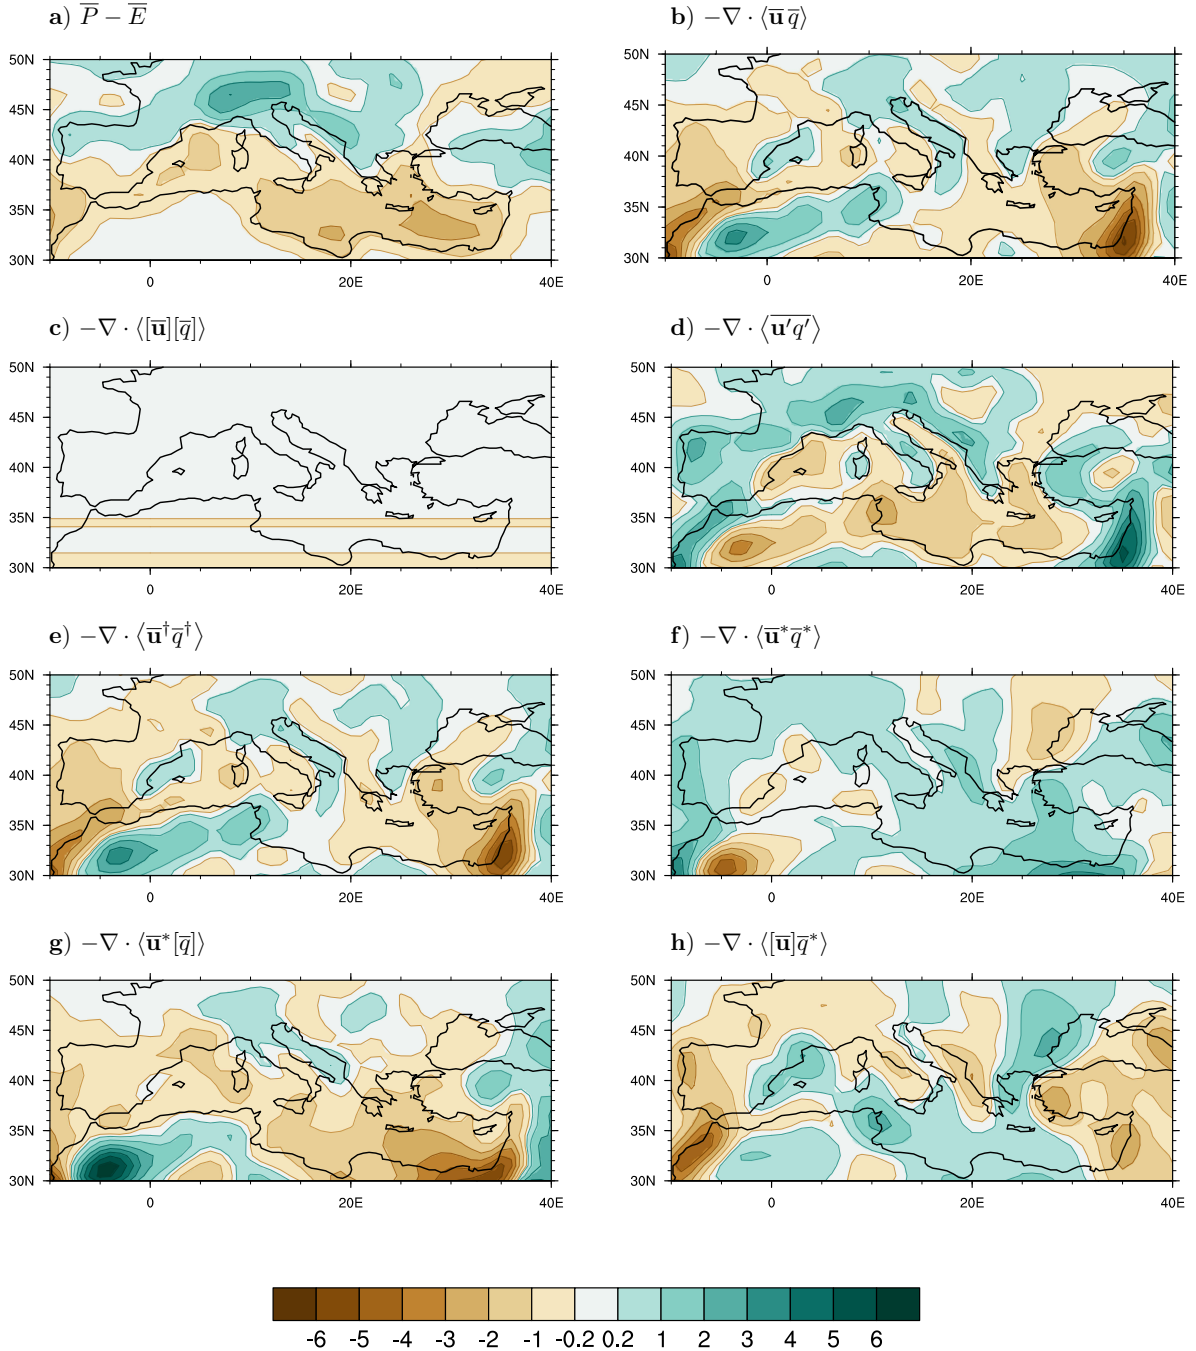 a) P̅ − E̅
b) −∇ · ⟨u̅ q̅⟩
50N
45N
40N
35N
30N
0 20E 40E
50N
45N
40N
35N
30N
0 20E 40E
c) −∇ · ⟨[u̅][q̅]⟩
d) −∇ · ⟨\overline{u′q′}⟩
50N
45N
40N
35N
30N
0 20E 40E
50N
45N
40N
35N
30N
0 20E 40E
e) −∇ · ⟨u̅†q̅†⟩
f) −∇ · ⟨u̅*q̅*⟩
50N
45N
40N
35N
30N
0 20E 40E
50N
45N
40N
35N
30N
0 20E 40E
g) −∇ · ⟨u̅*[q̅]⟩
h) −∇ · ⟨[u̅]q̅*⟩
50N
45N
40N
35N
30N
0 20E 40E
50N
45N
40N
35N
30N
0 20E 40E
-6 -5 -4 -3 -2 -1 -0.2 0.2 1 2 3 4 5 6